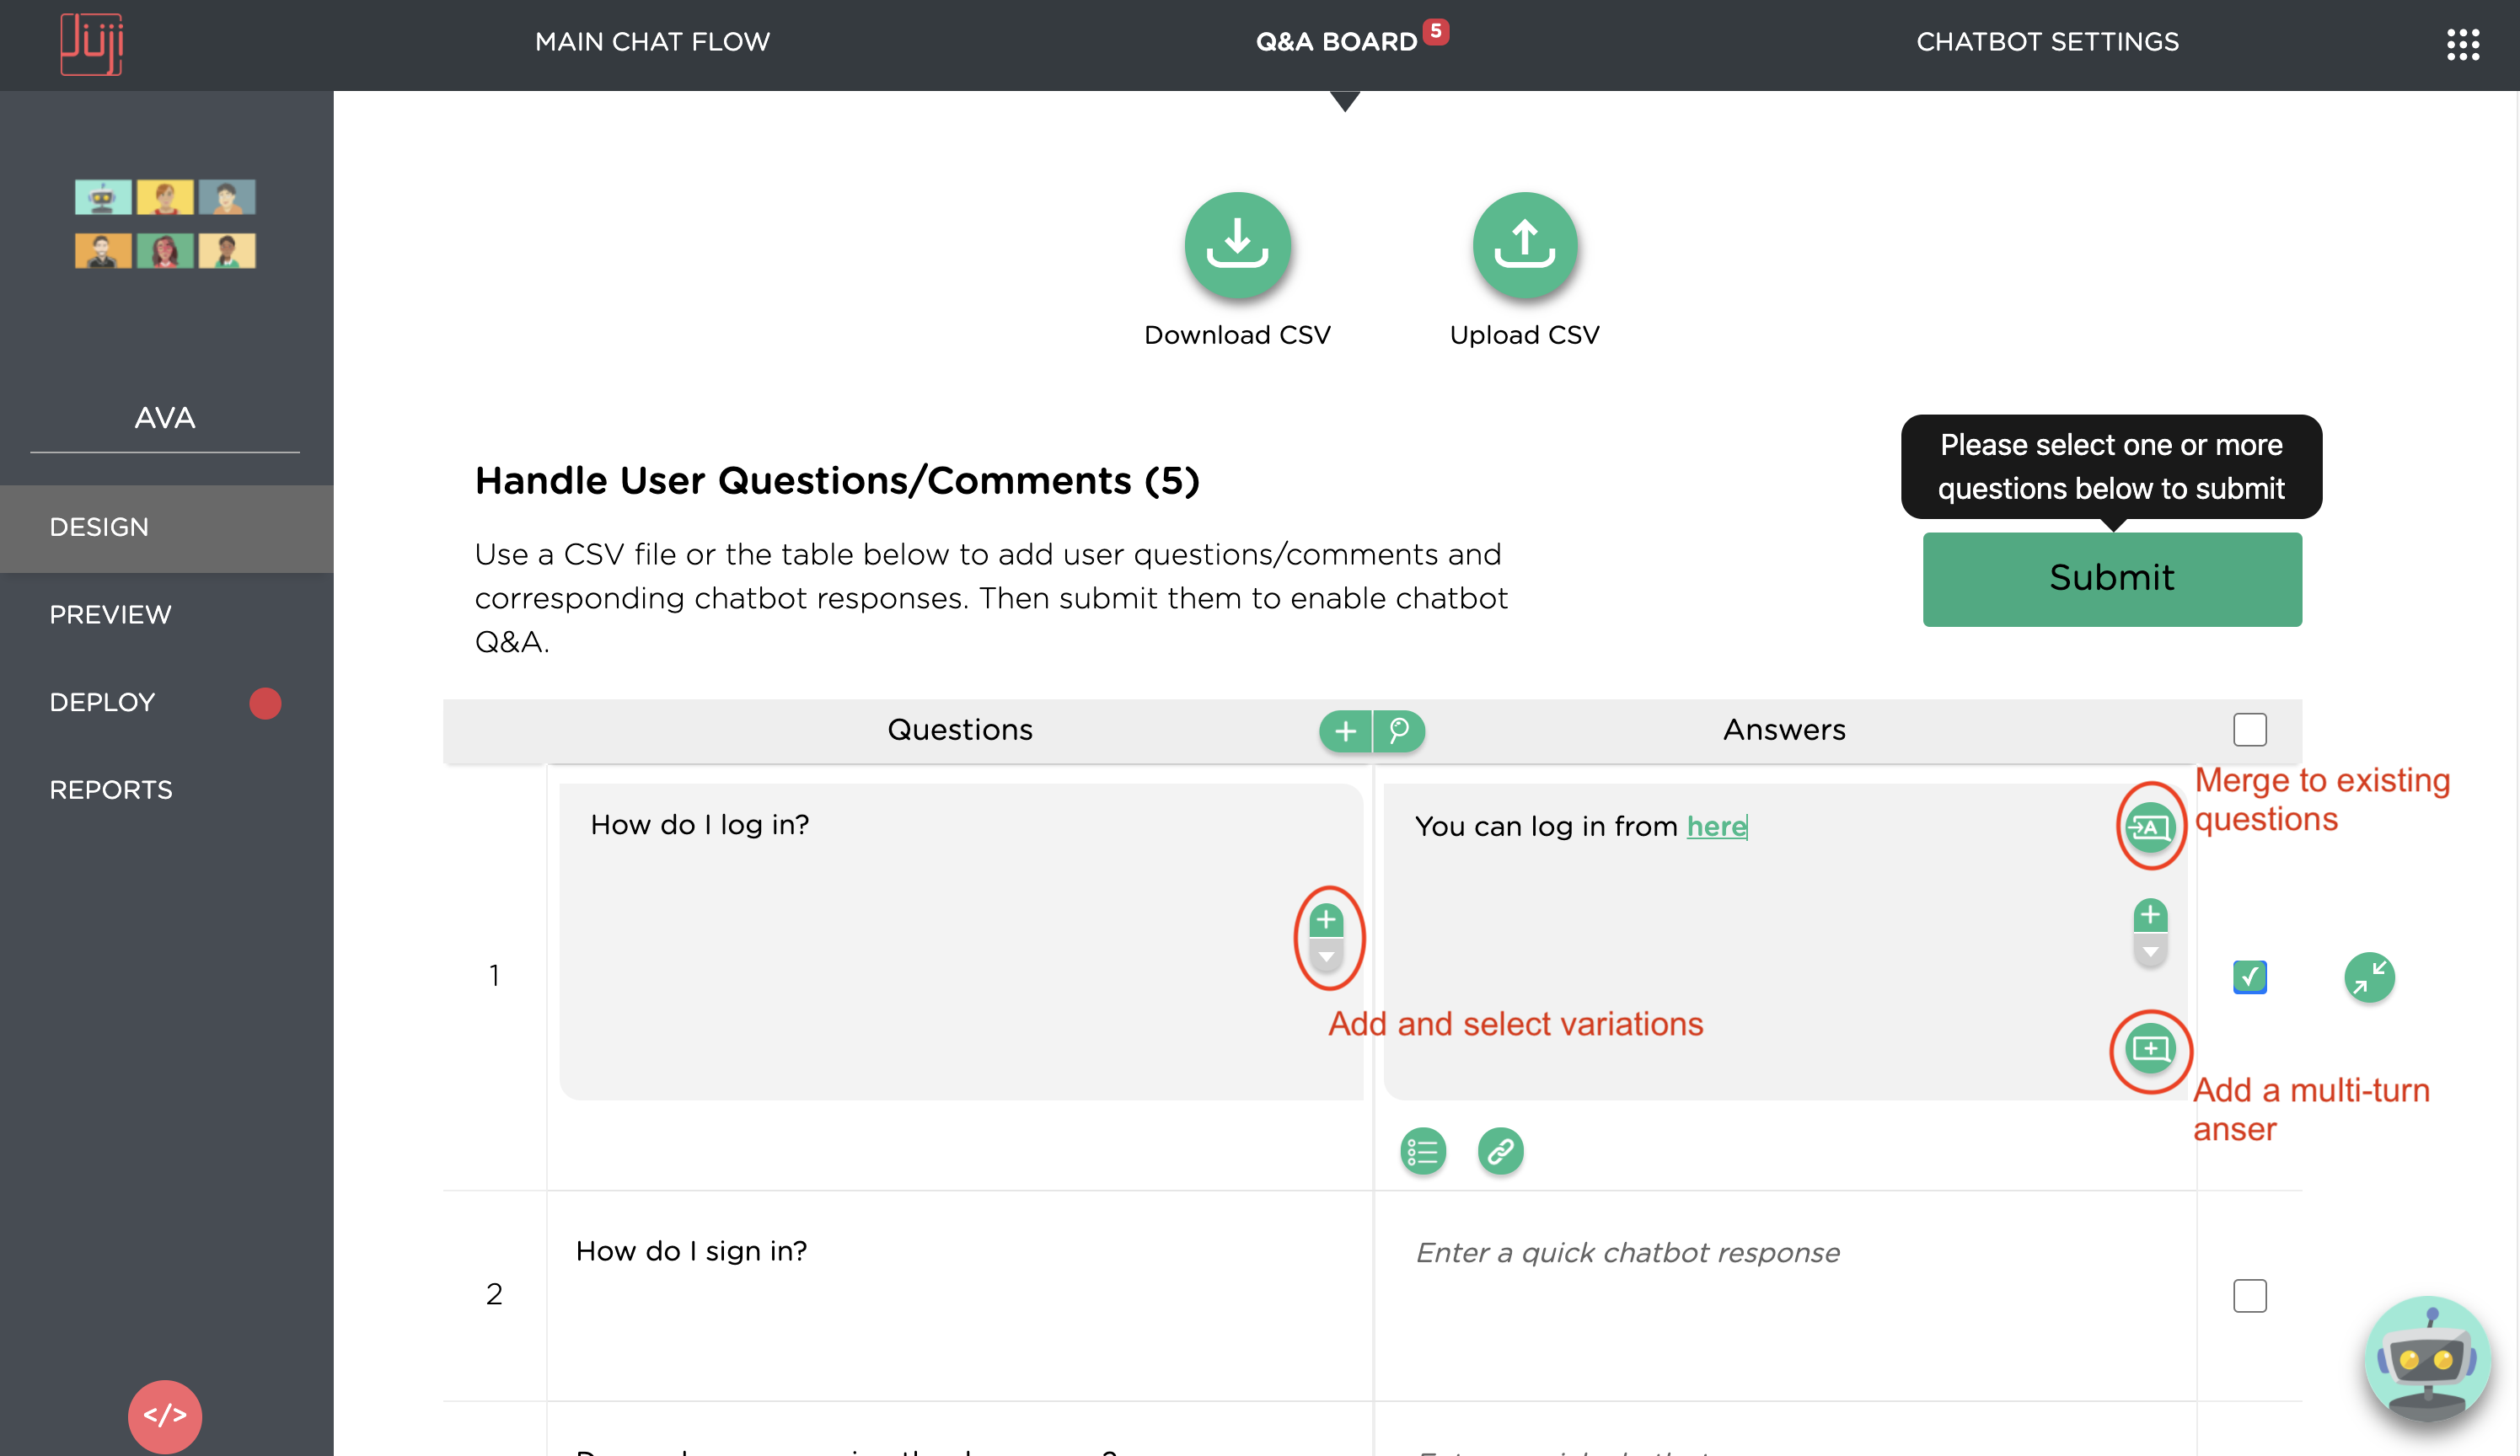 Juji
MAIN CHAT FLOW
Q&A BOARD 5
CHATBOT SETTINGS
AVA
DESIGN
PREVIEW
DEPLOY
REPORTS
</>
Download CSV
Upload CSV
Handle User Questions/Comments (5)
Use a CSV file or the table below to add user questions/comments and
corresponding chatbot responses. Then submit them to enable chatbot
Q&A.
Please select one or more
questions below to submit
Submit
Questions
Answers
1
How do I log in?
You can log in from here
A
Merge to existing
questions
Add and select variations
Add a multi-turn
anser
2
How do I sign in?
Enter a quick chatbot response